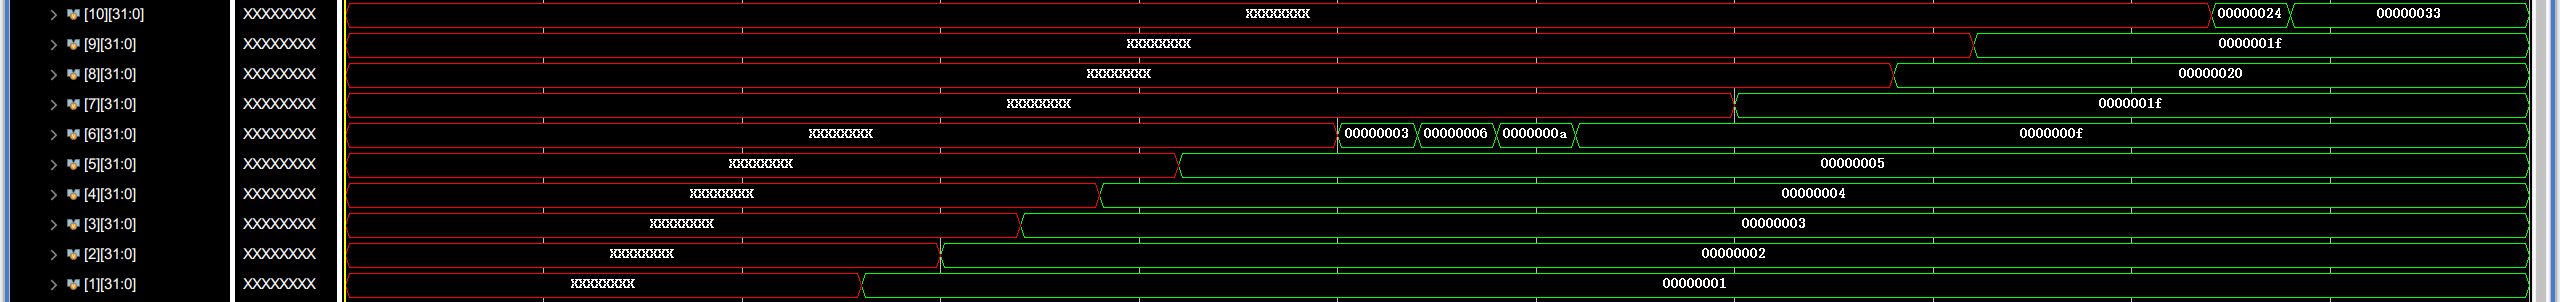 [10][31:0] XXXXXXXX XXXXXXXX 00000024 00000033
[9][31:0] XXXXXXXX XXXXXXXX 0000001f
[8][31:0] XXXXXXXX XXXXXXXX 00000020
[7][31:0] XXXXXXXX XXXXXXXX 0000001f
[6][31:0] XXXXXXXX XXXXXXXX 00000003 00000006 0000000a 0000000f
[5][31:0] XXXXXXXX XXXXXXXX 00000005
[4][31:0] XXXXXXXX XXXXXXXX 00000004
[3][31:0] XXXXXXXX XXXXXXXX 00000003
[2][31:0] XXXXXXXX XXXXXXXX 00000002
[1][31:0] XXXXXXXX XXXXXXXX 00000001